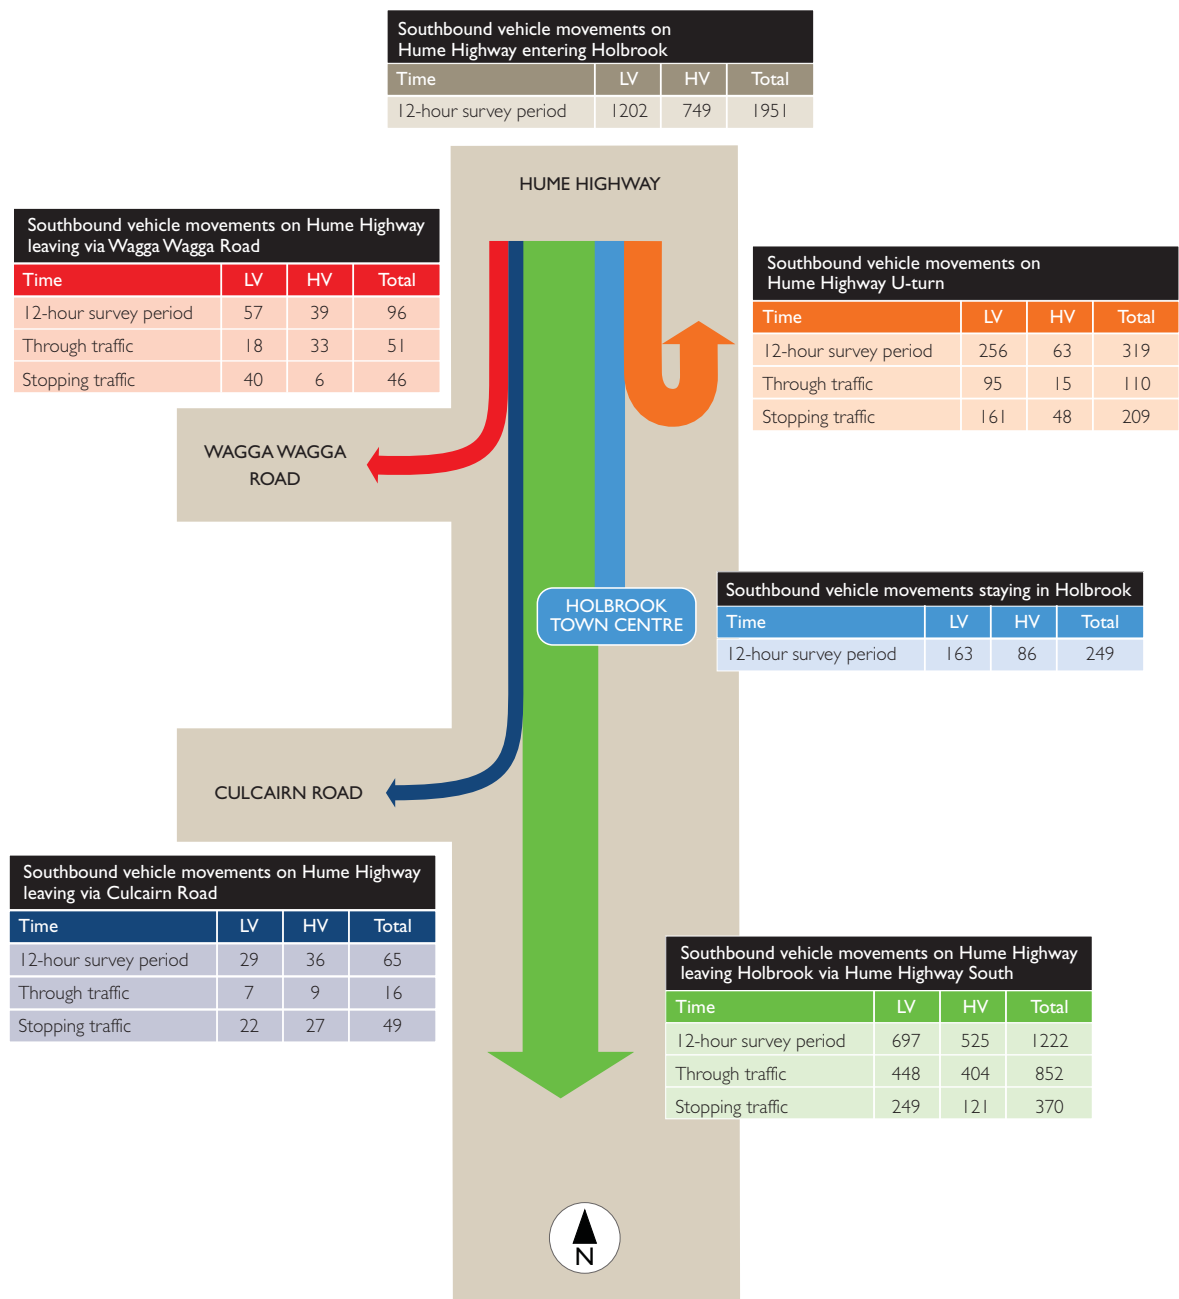 Southbound vehicle movements on
Hume Highway entering Holbrook
Time LV HV Total
12-hour survey period 1202 749 1951
HUME HIGHWAY
Southbound vehicle movements on Hume Highway
leaving via Wagga Wagga Road
Time LV HV Total
12-hour survey period 57 39 96
Through traffic 18 33 51
Stopping traffic 40 6 46
Southbound vehicle movements on
Hume Highway U-turn
Time LV HV Total
12-hour survey period 256 63 319
Through traffic 95 15 110
Stopping traffic 161 48 209
WAGGA WAGGA
ROAD
HOLBROOK
TOWN CENTRE
Southbound vehicle movements staying in Holbrook
Time LV HV Total
12-hour survey period 163 86 249
CULCAIRN ROAD
Southbound vehicle movements on Hume Highway
leaving via Culcairn Road
Time LV HV Total
12-hour survey period 29 36 65
Through traffic 7 9 16
Stopping traffic 22 27 49
Southbound vehicle movements on Hume Highway
leaving Holbrook via Hume Highway South
Time LV HV Total
12-hour survey period 697 525 1222
Through traffic 448 404 852
Stopping traffic 249 121 370
N